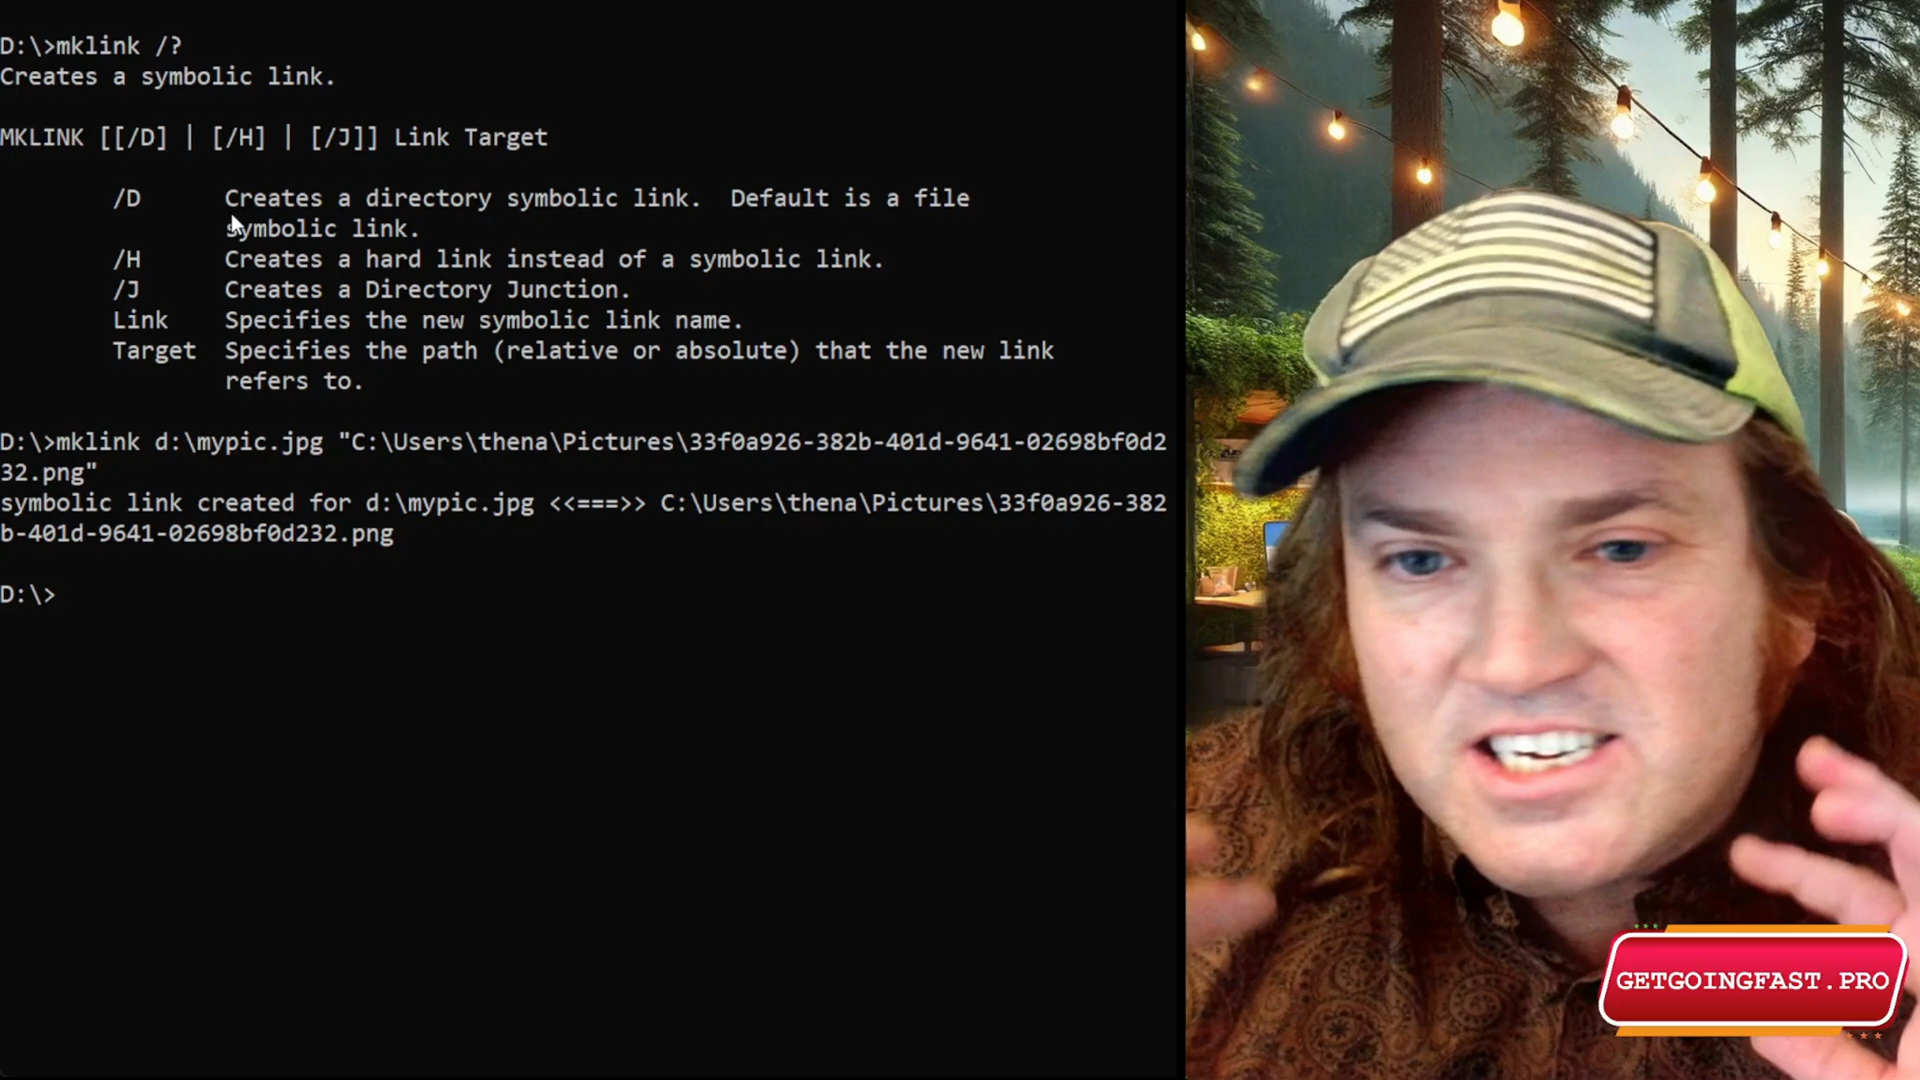 D:\>mklink /?
Creates a symbolic link.
MKLINK [[/D] | [/H] | [/J]] Link Target
/D Creates a directory symbolic link. Default is a file
symbolic link.
/H Creates a hard link instead of a symbolic link.
/J Creates a Directory Junction.
Link Specifies the new symbolic link name.
Target Specifies the path (relative or absolute) that the new link
refers to.
D:\>mklink d:\mypic.jpg "C:\Users\thena\Pictures\33f0a926-382b-401d-9641-02698bf0d2
32.png"
symbolic link created for d:\mypic.jpg <<===>> C:\Users\thena\Pictures\33f0a926-382
b-401d-9641-02698bf0d232.png
D:\>
GETGOINGFAST.PRO